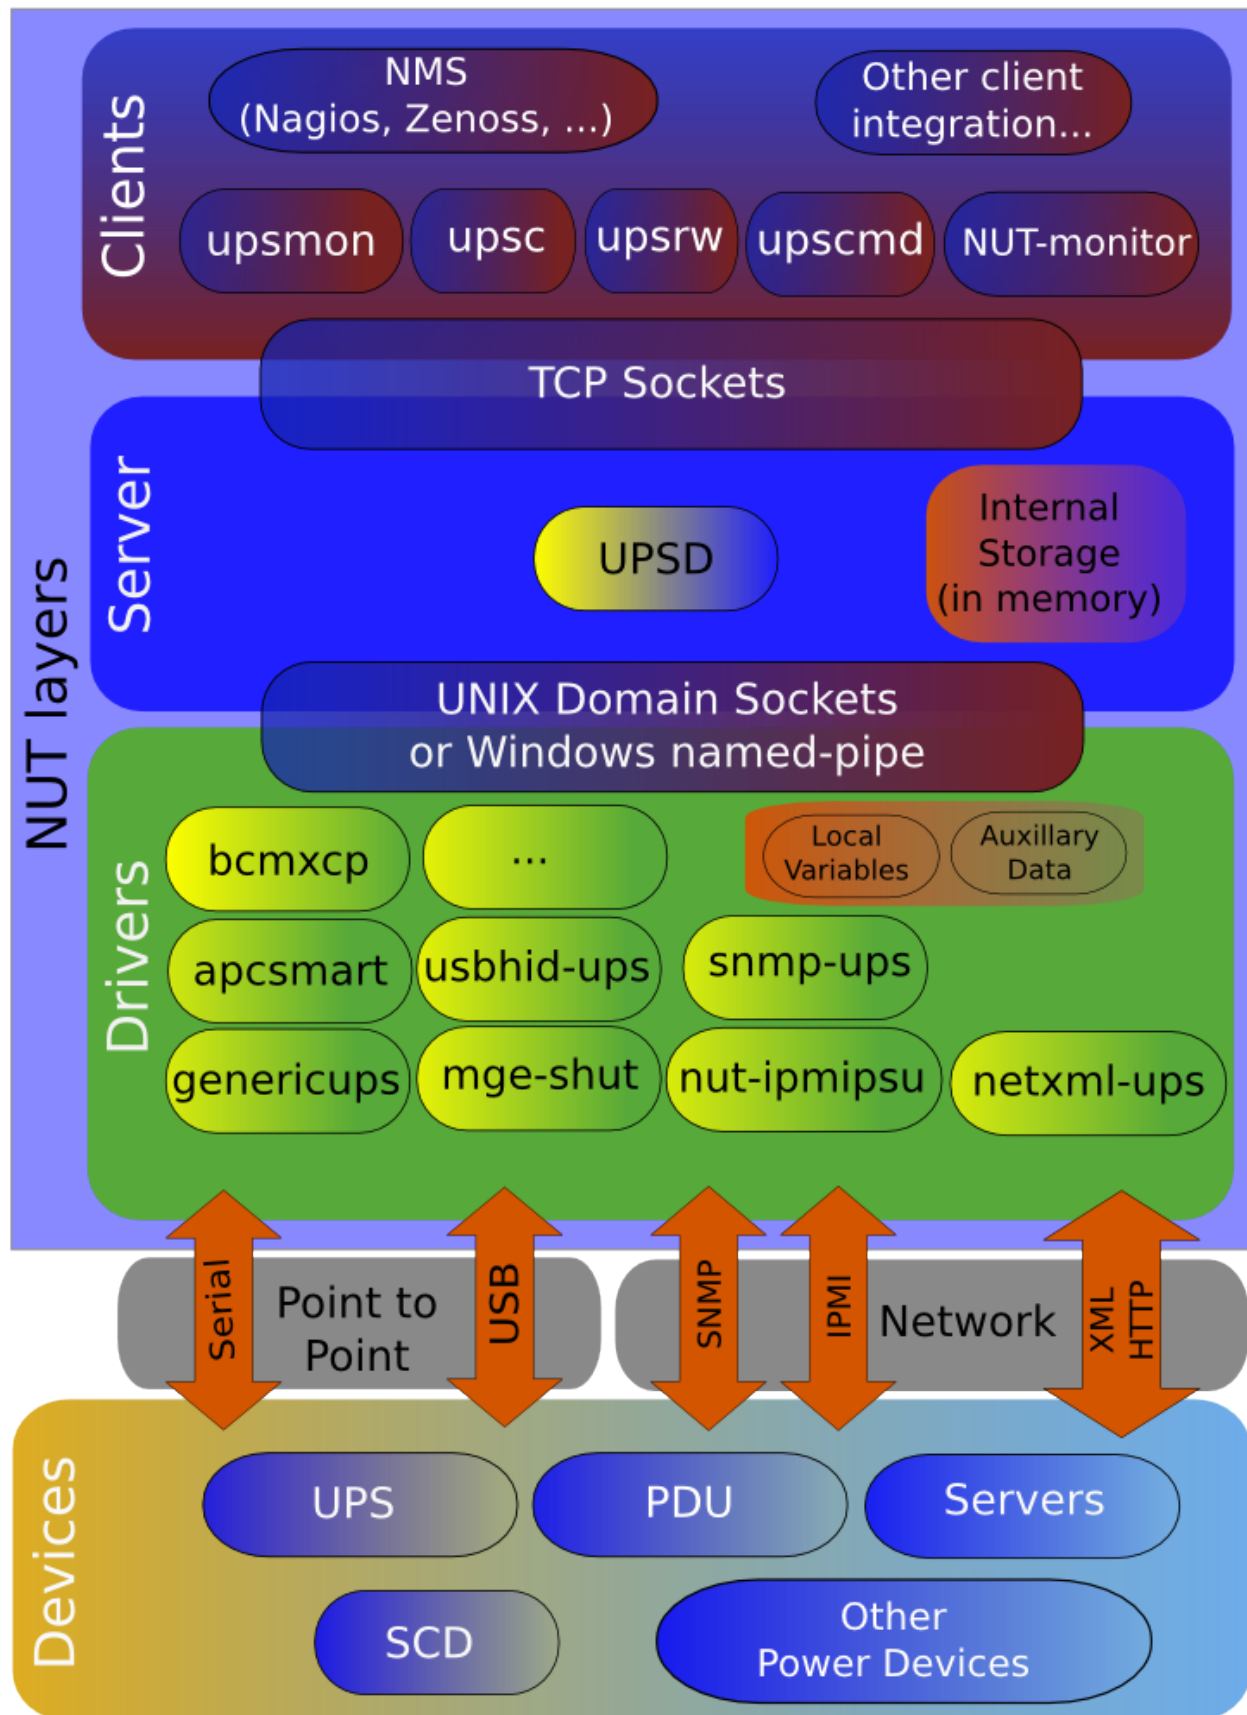 NUT layers
Clients
NMS
(Nagios, Zenoss, ...)
Other client
integration...
upsmon
upsc
upsrw
upscmd
NUT-monitor
TCP Sockets
Server
UPSD
Internal
Storage
(in memory)
UNIX Domain Sockets
or Windows named-pipe
Drivers
bcmxcp
...
Local
Variables
Auxillary
Data
apcsmart
usbhid-ups
snmp-ups
genericups
mge-shut
nut-ipmipsu
netxml-ups
Serial
Point to
Point
USB
SNMP
IPMI
Network
XML
HTTP
Devices
UPS
PDU
Servers
SCD
Other
Power Devices